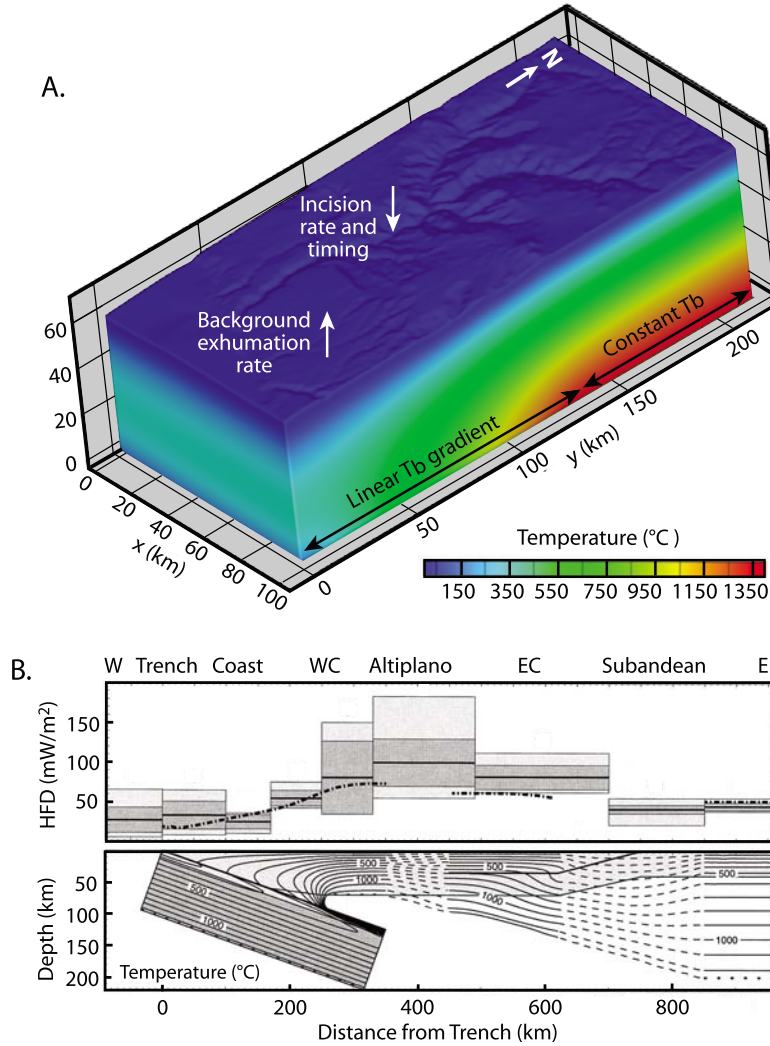 A.
N
Incision
rate and
timing
Background
exhumation
rate
Constant Tb
Linear Tb gradient
60
40
20
0
0
20
40
60
80
100
x (km)
0
50
100
150
200
y (km)
Temperature (°C )
150 350 550 750 950 1150 1350
B.
W Trench Coast WC Altiplano EC Subandean E
HFD (mW/m²)
150
100
50
500
1000
500
1000
500
1000
500
1000
Depth (km)
50
100
150
200
Temperature (°C)
0 200 400 600 800
Distance from Trench (km)